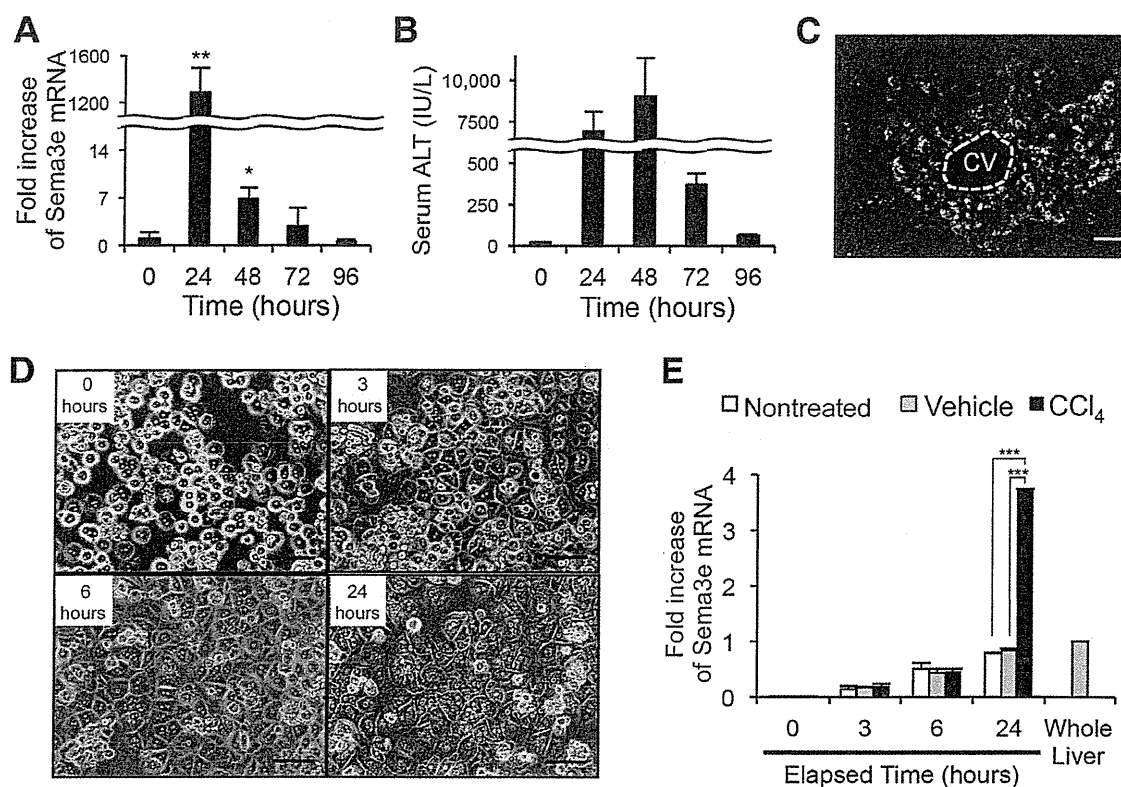 A
Fold increase
of Sema3e mRNA
1600
1200
14
7
0
**
*
0 24 48 72 96
Time (hours)
B
Serum ALT (IU/L)
10,000
7500
500
250
0
0 24 48 72 96
Time (hours)
C
CV
D
0
hours
3
hours
6
hours
24
hours
E
Nontreated Vehicle CCl4
Fold increase
of Sema3e mRNA
4
3
2
1
0
***
***
0 3 6 24 Whole
Liver
Elapsed Time (hours)